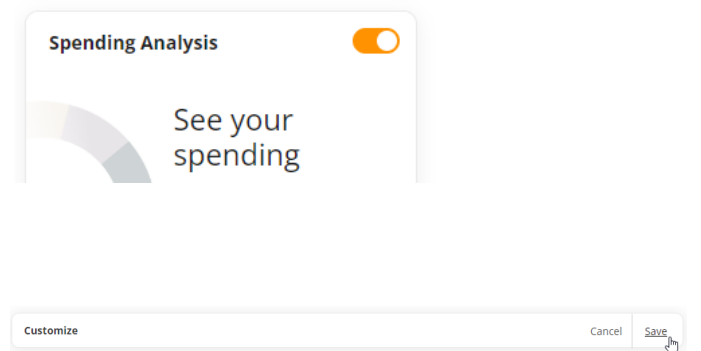 Spending Analysis
See your
spending
Customize
Cancel
Save